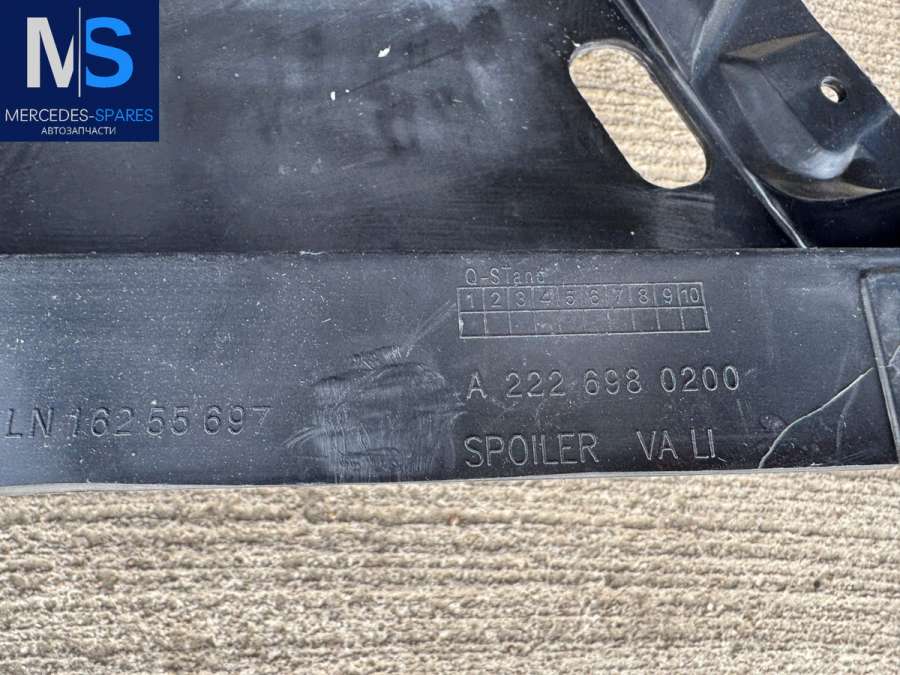 MS
MERCEDES-SPARES
АВТОЗАПЧАСТИ
Q-Stand
1 2 3 4 5 6 7 8 9 10
A 222 698 0200
LN 162 55 697
SPOILER VA LI